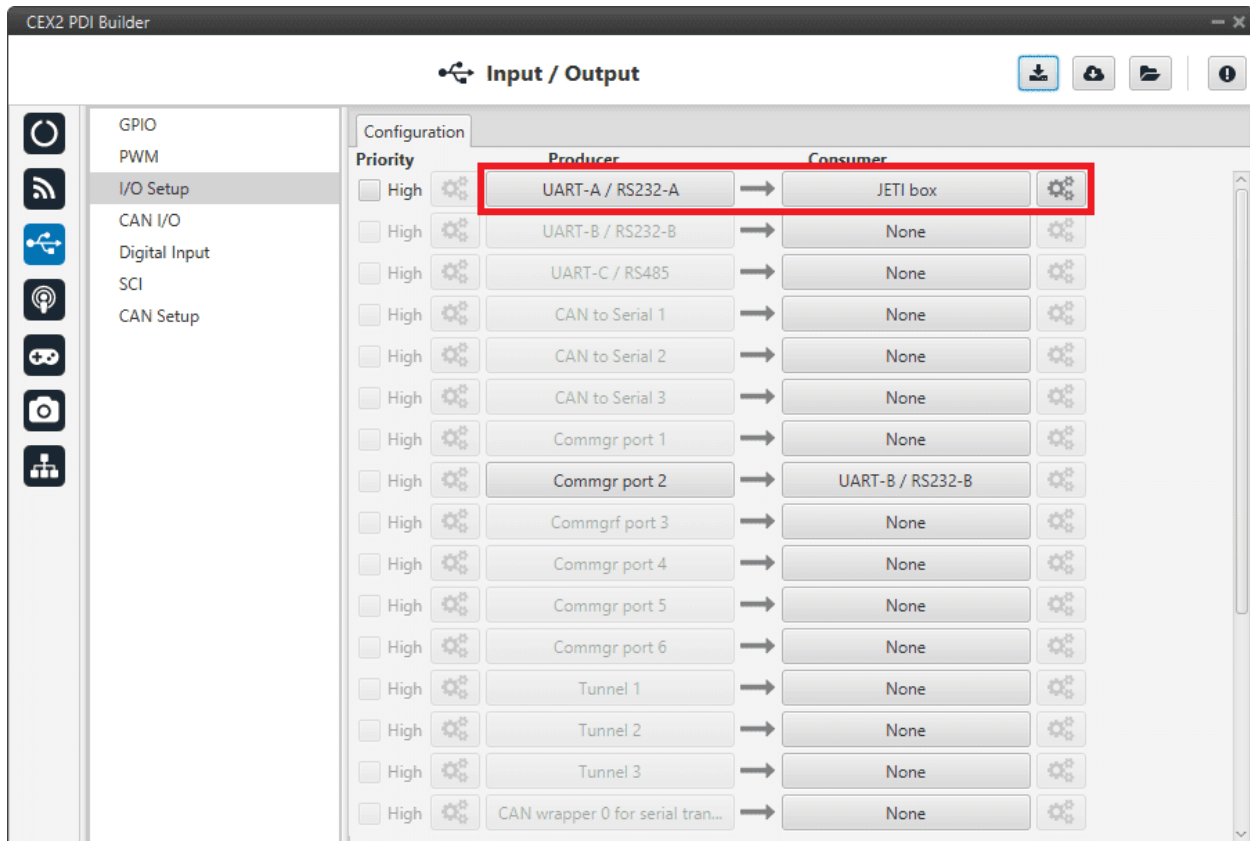 CEX2 PDI Builder
Input / Output
GPIO
PWM
I/O Setup
CAN I/O
Digital Input
SCI
CAN Setup
Configuration
Priority Producer Consumer
High UART-A / RS232-A JETI box
High UART-B / RS232-B None
High UART-C / RS485 None
High CAN to Serial 1 None
High CAN to Serial 2 None
High CAN to Serial 3 None
High Commgr port 1 None
High Commgr port 2 UART-B / RS232-B
High Commgrf port 3 None
High Commgr port 4 None
High Commgr port 5 None
High Commgr port 6 None
High Tunnel 1 None
High Tunnel 2 None
High Tunnel 3 None
High CAN wrapper 0 for serial tran... None